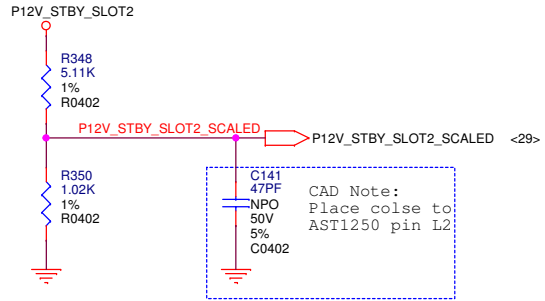 P12V_STBY_SLOT2
R348
5.11K
1%
R0402
P12V_STBY_SLOT2_SCALED
P12V_STBY_SLOT2_SCALED <29>
R350
1.02K
1%
R0402
C141
47PF
NPO
50V
5%
C0402
CAD Note:
Place colse to
AST1250 pin L2